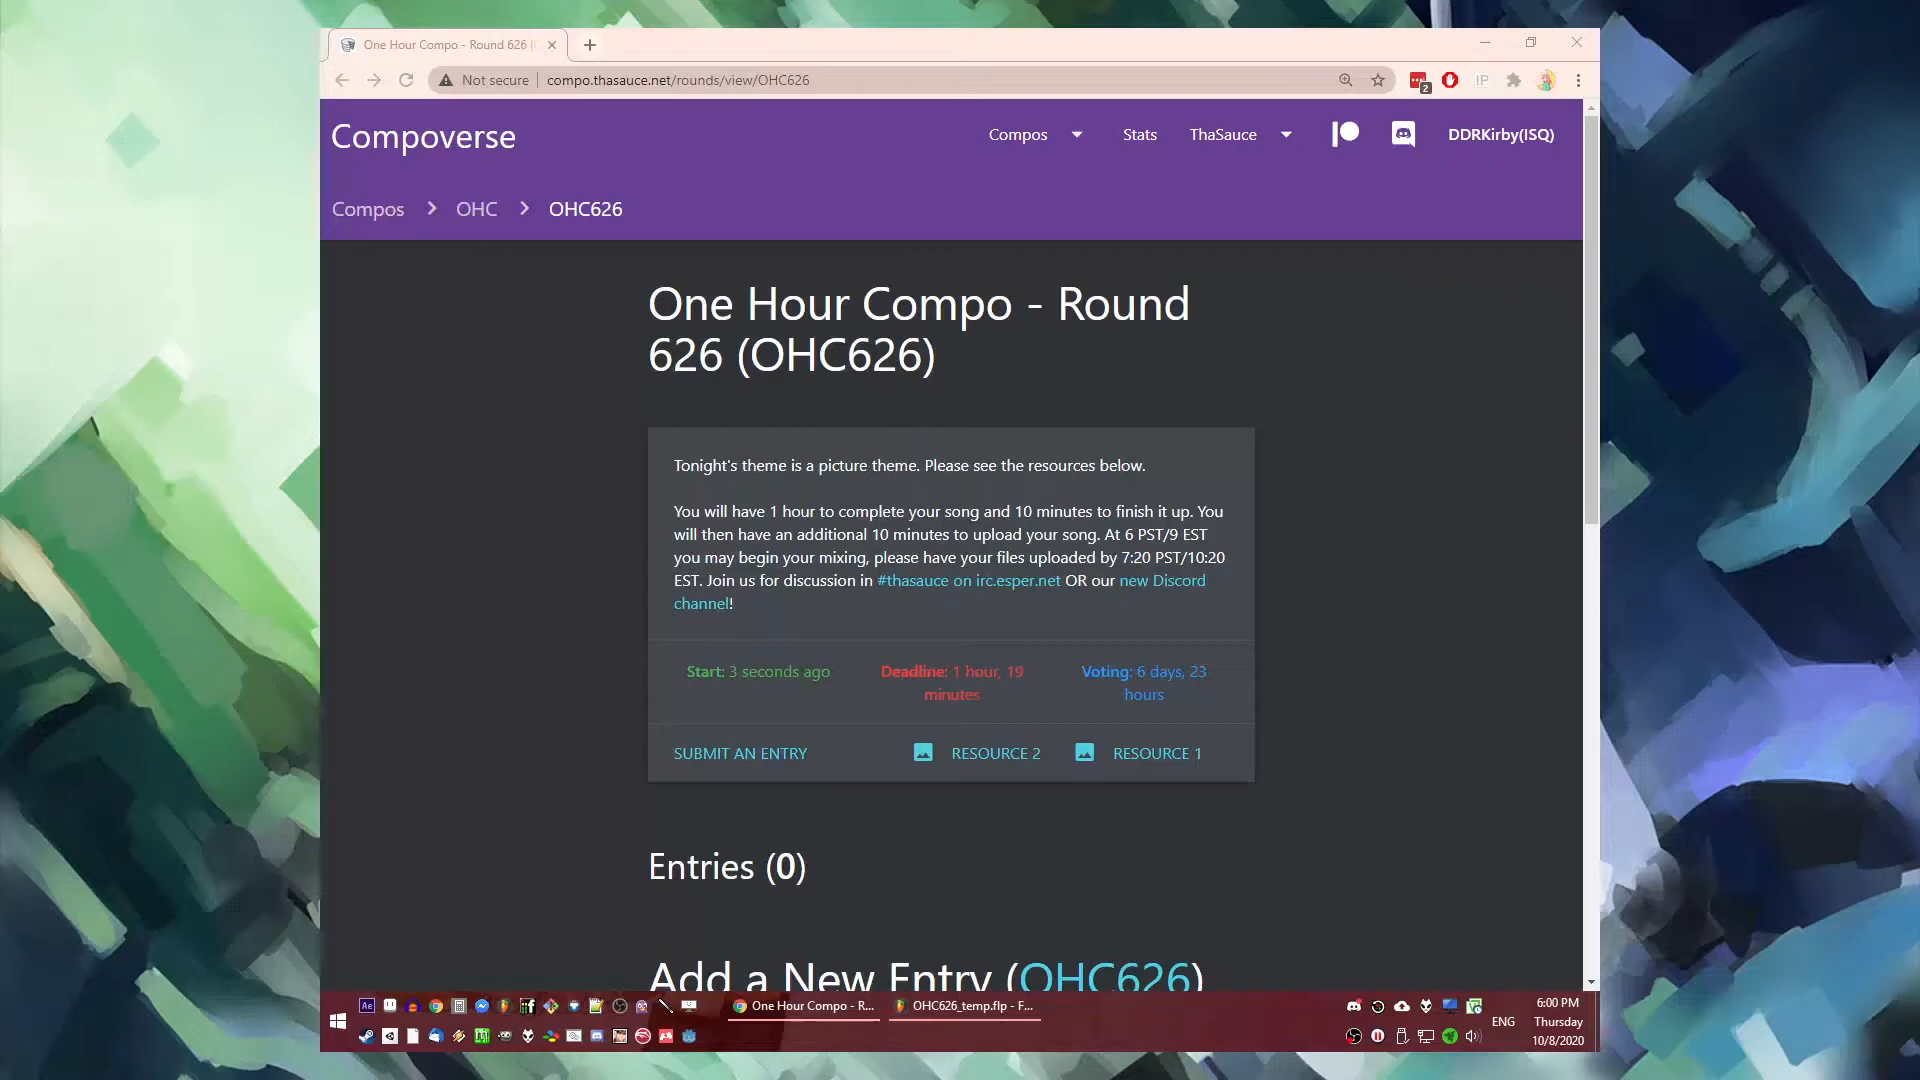 One Hour Compo - Round 626 (
Not secure
compo.thasauce.net/rounds/view/OHC626
2
IP
Compoverse
Compos
Stats
ThaSauce
DDRKirby(ISQ)
Compos
OHC
OHC626
One Hour Compo - Round
626 (OHC626)
Tonight's theme is a picture theme. Please see the resources below.
You will have 1 hour to complete your song and 10 minutes to finish it up. You
will then have an additional 10 minutes to upload your song. At 6 PST/9 EST
you may begin your mixing, please have your files uploaded by 7:20 PST/10:20
EST. Join us for discussion in #thasauce on irc.esper.net OR our new Discord
channel!
Start: 3 seconds ago
Deadline: 1 hour, 19
minutes
Voting: 6 days, 23
hours
SUBMIT AN ENTRY
RESOURCE 2
RESOURCE 1
Entries (0)
Add a New Entry (OHC626)
Ae
One Hour Compo - R...
OHC626_temp.flp - F...
ENG
6:00 PM
Thursday
10/8/2020